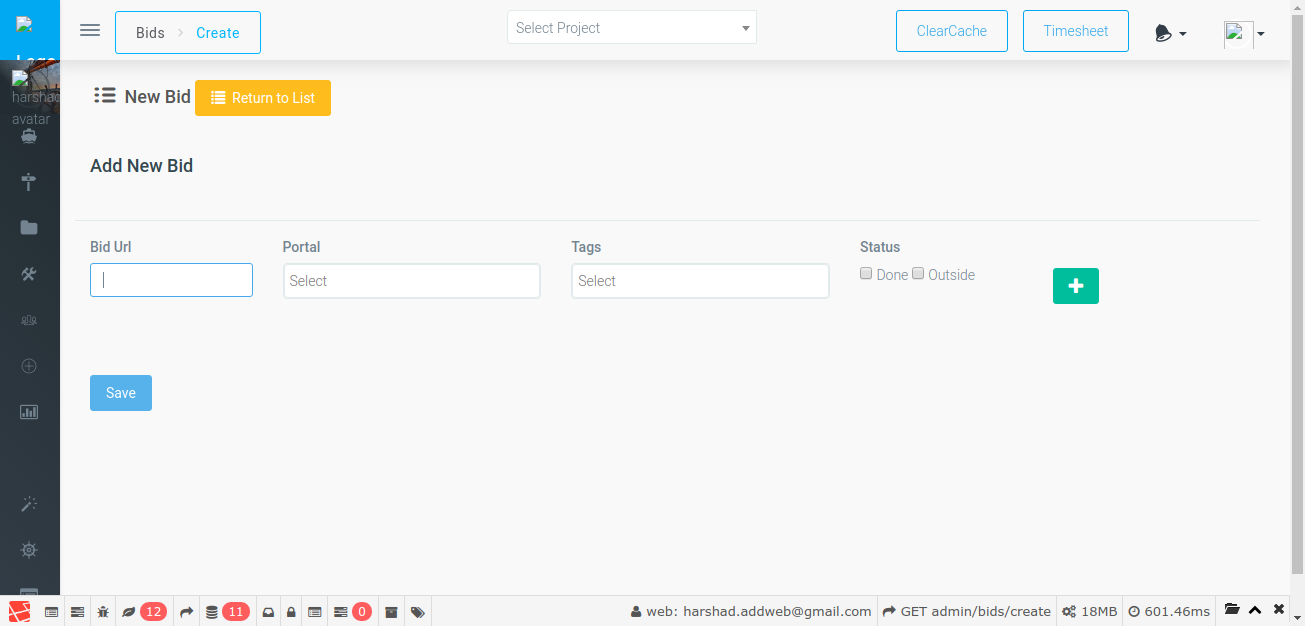 Bids > Create
Select Project
ClearCache
Timesheet
harshad
avatar
New Bid
Return to List
Add New Bid
Bid Url
Portal
Tags
Status
Select
Select
Done
Outside
Save
12
11
0
web: harshad.addweb@gmail.com
GET admin/bids/create
18MB
601.46ms